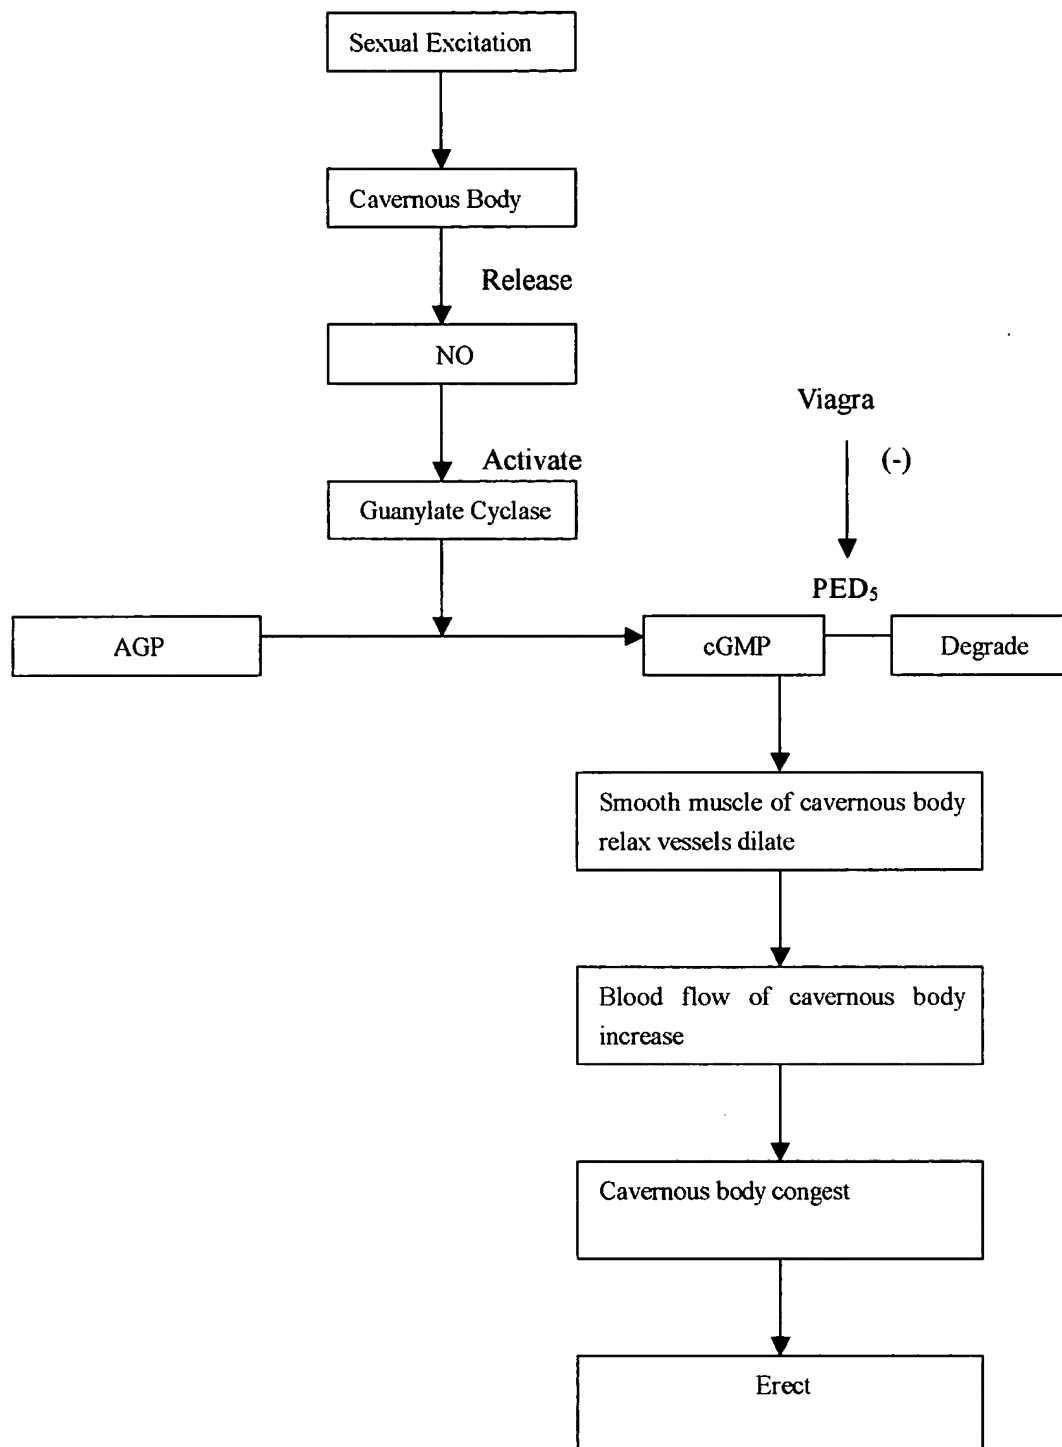 Sexual Excitation
Cavernous Body
Release
NO
Viagra
Activate
(-)
Guanylate Cyclase
PED₅
AGP
cGMP
Degrade
Smooth muscle of cavernous body
relax vessels dilate
Blood flow of cavernous body
increase
Cavernous body congest
Erect